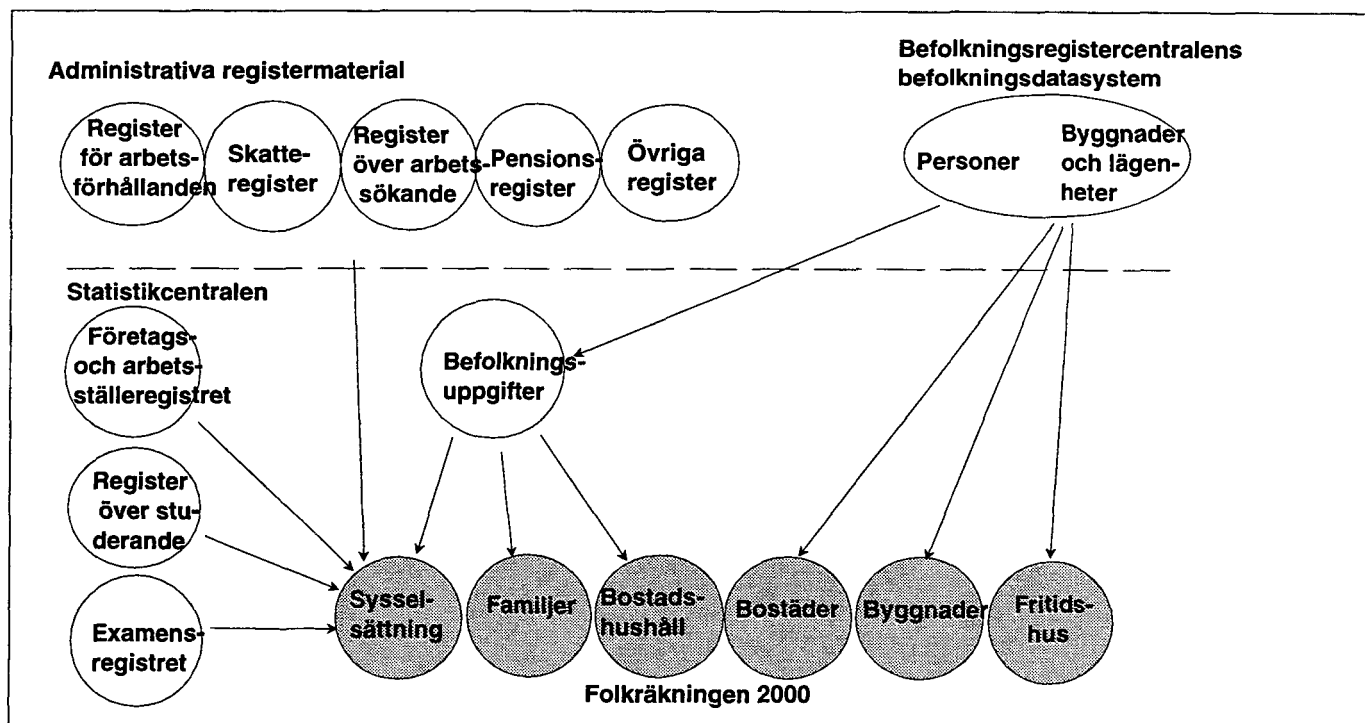 Administrativa registermaterial
Befolkningsregistercentralens
befolkningsdatasystem
Register
för arbets-
förhållanden
Skatte-
register
Register
över arbets-
sökande
Pensions-
register
Övriga
register
Personer
Byggnader
och lägen-
heter
Statistikcentralen
Företags-
och arbets-
ställeregistret
Befolknings-
uppgifter
Register
över stu-
derande
Examens-
registret
Syssel-
sättning
Familjer
Bostads-
hushåll
Bostäder
Byggnader
Fritids-
hus
Folkräkningen 2000